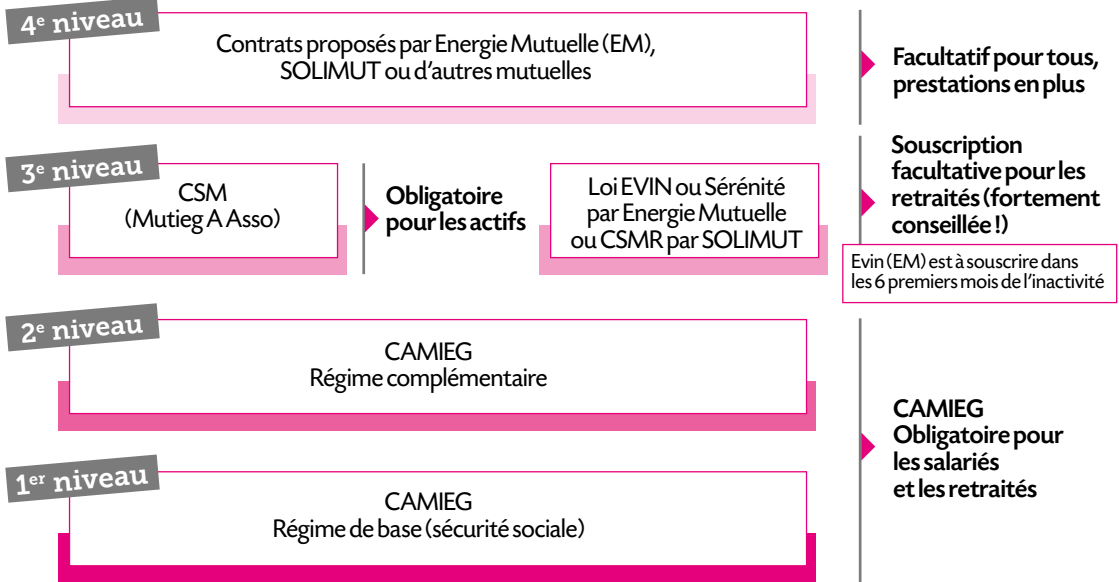 4e niveau
Contrats proposés par Energie Mutuelle (EM),
SOLIMUT ou d'autres mutuelles
Facultatif pour tous,
prestations en plus
3e niveau
CSM
(Mutieg A Asso)
Obligatoire
pour les actifs
Loi EVIN ou Sérénité
par Energie Mutuelle
ou CSMR par SOLIMUT
Souscription
facultative pour les
retraités (fortement
conseillée !)
Evin (EM) est à souscrire dans
les 6 premiers mois de l'inactivité
2e niveau
CAMIEG
Régime complémentaire
1er niveau
CAMIEG
Régime de base (sécurité sociale)
CAMIEG
Obligatoire pour
les salariés
et les retraités